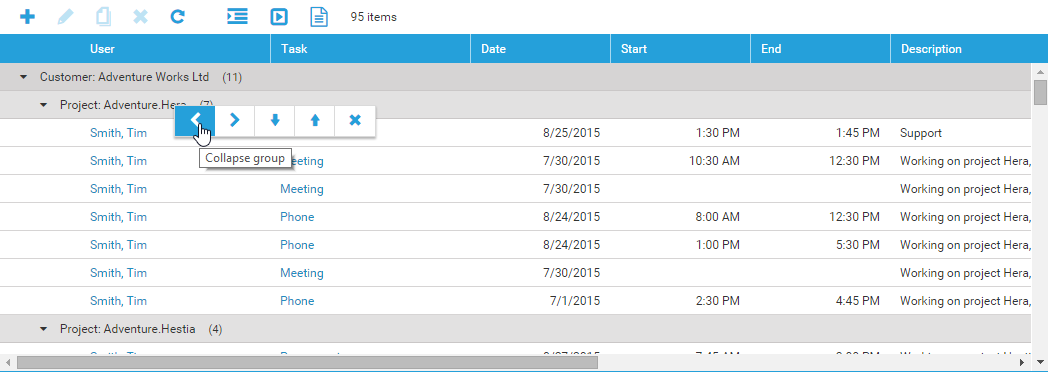 95 items
User Task Date Start End Description
Customer: Adventure Works Ltd (11)
Project: Adventure.Hera (7)
Smith, Tim 8/25/2015 1:30 PM 1:45 PM Support
Collapse group
Smith, Tim Meeting 7/30/2015 10:30 AM 12:30 PM Working on project Hera,
Smith, Tim Meeting 7/30/2015 Working on project Hera,
Smith, Tim Phone 8/24/2015 8:00 AM 12:30 PM Working on project Hera,
Smith, Tim Phone 8/24/2015 1:00 PM 5:30 PM Working on project Hera,
Smith, Tim Meeting 7/30/2015 Working on project Hera,
Smith, Tim Phone 7/1/2015 2:30 PM 4:45 PM Working on project Hera,
Project: Adventure.Hestia (4)